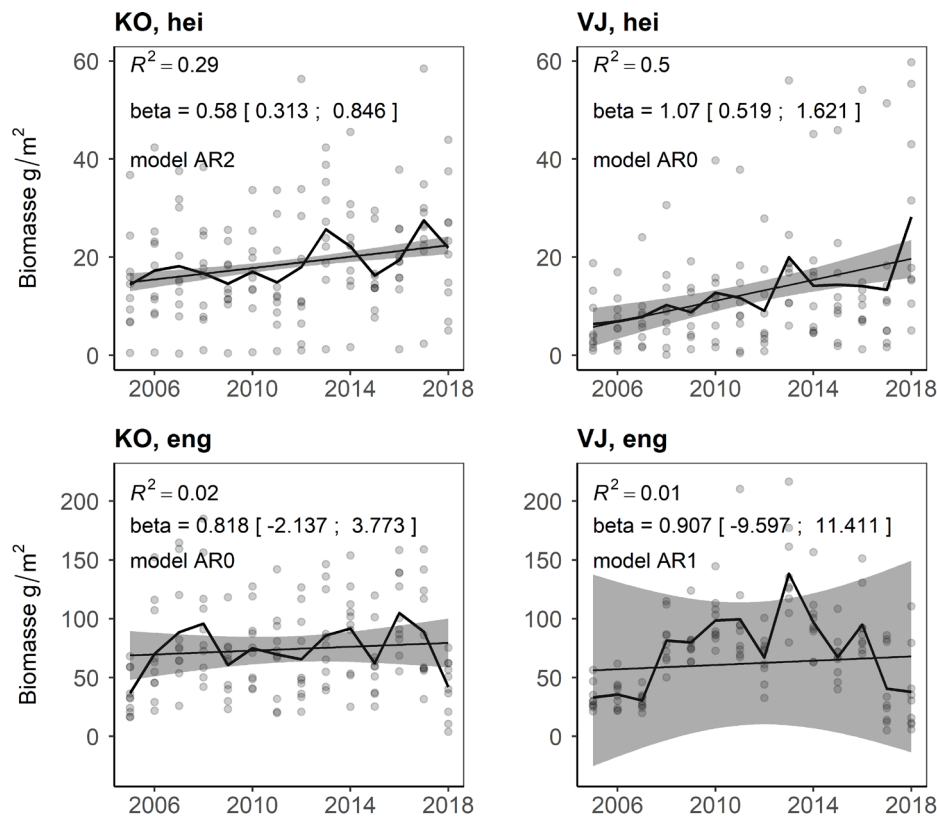 KO, hei
VJ, hei
Biomasse g/m²
60
40
20
0
R² = 0.29
beta = 0.58 [ 0.313 ; 0.846 ]
model AR2
2006 2010 2014 2018
60
40
20
0
R² = 0.5
beta = 1.07 [ 0.519 ; 1.621 ]
model AR0
2006 2010 2014 2018
KO, eng
VJ, eng
Biomasse g/m²
200
150
100
50
0
R² = 0.02
beta = 0.818 [ -2.137 ; 3.773 ]
model AR0
2006 2010 2014 2018
200
150
100
50
0
R² = 0.01
beta = 0.907 [ -9.597 ; 11.411 ]
model AR1
2006 2010 2014 2018